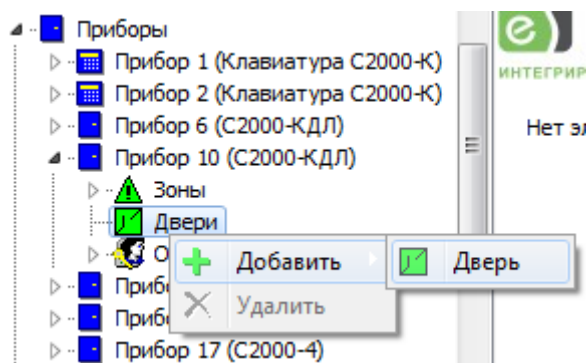 Приборы
Прибор 1 (Клавиатура С2000-К)
Прибор 2 (Клавиатура С2000-К)
Прибор 6 (С2000-КДЛ)
Прибор 10 (С2000-КДЛ)
Зоны
Двери
Добавить
Дверь
Удалить
Прибор 17 (С2000-4)
е
ИНТЕГРИР
Нет эл